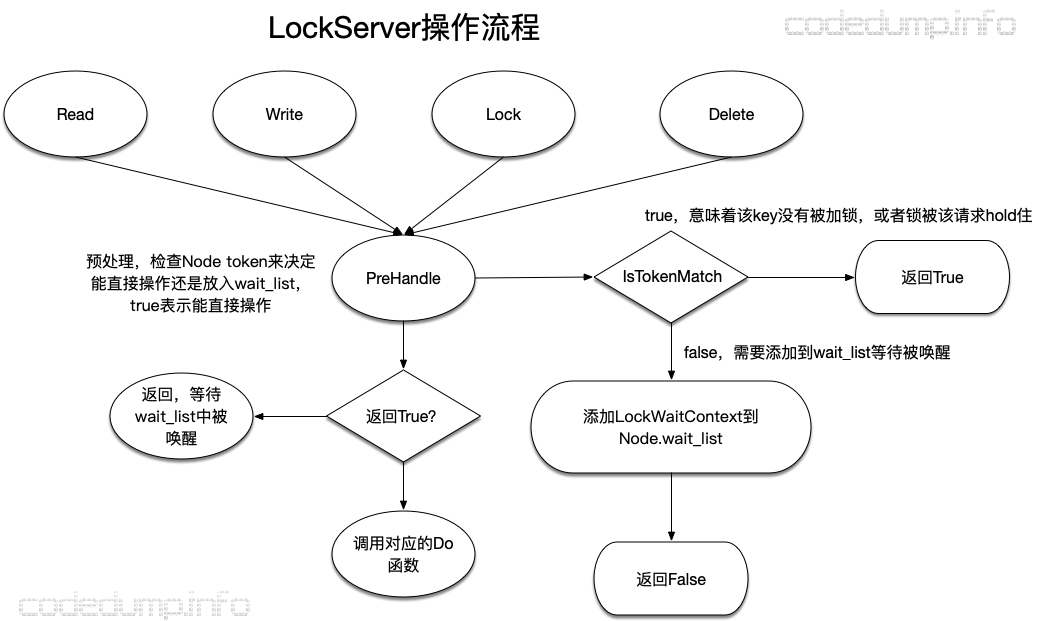 LockServer操作流程
codedumpinfo
Read
Write
Lock
Delete
true，意味着该key没有被加锁，或者锁被该请求hold住
预处理，检查Node token来决定
能直接操作还是放入wait_list，
true表示能直接操作
PreHandle
IsTokenMatch
返回True
false，需要添加到wait_list等待被唤醒
返回，等待
wait_list中被
唤醒
返回True?
添加LockWaitContext到
Node.wait_list
调用对应的Do
函数
返回False
codedumpinfo